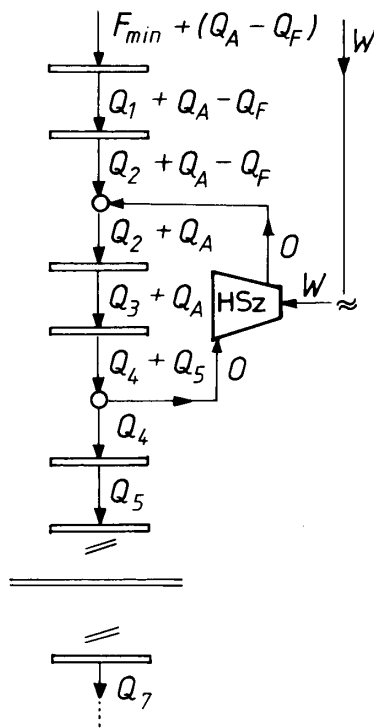 F_min + (Q_A − Q_F)
W
Q_1 + Q_A − Q_F
Q_2 + Q_A − Q_F
O
Q_2 + Q_A
HSz
W
Q_3 + Q_A
Q_4 + Q_5
O
Q_4
Q_5
Q_7